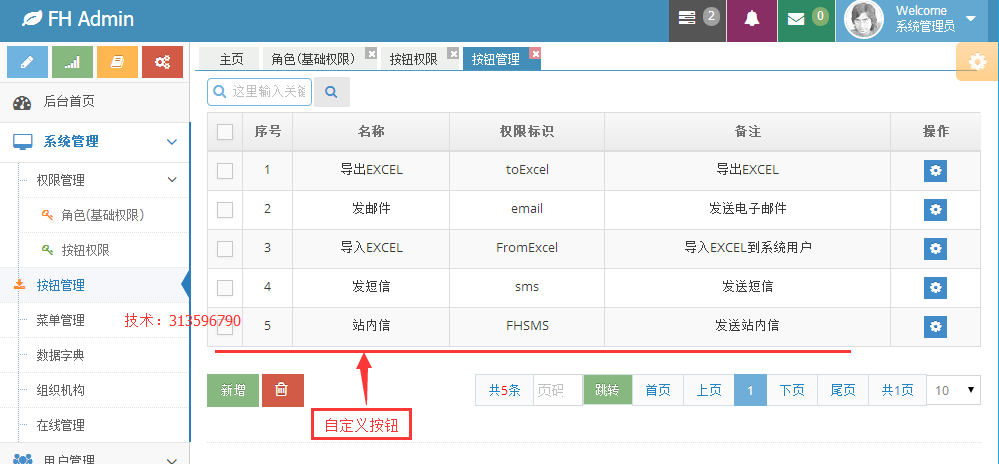 FH Admin
2
0
Welcome
系统管理员
主页
角色(基础权限)
按钮权限
按钮管理
这里输入关键
后台首页
系统管理
权限管理
角色(基础权限)
按钮权限
按钮管理
菜单管理
数据字典
组织机构
在线管理
用户管理
技术：313596790
序号 名称 权限标识 备注 操作
1 导出EXCEL toExcel 导出EXCEL
2 发邮件 email 发送电子邮件
3 导入EXCEL FromExcel 导入EXCEL到系统用户
4 发短信 sms 发送短信
5 站内信 FHSMS 发送站内信
新增
共5条 页码 跳转 首页 上页 1 下页 尾页 共1页 10
自定义按钮